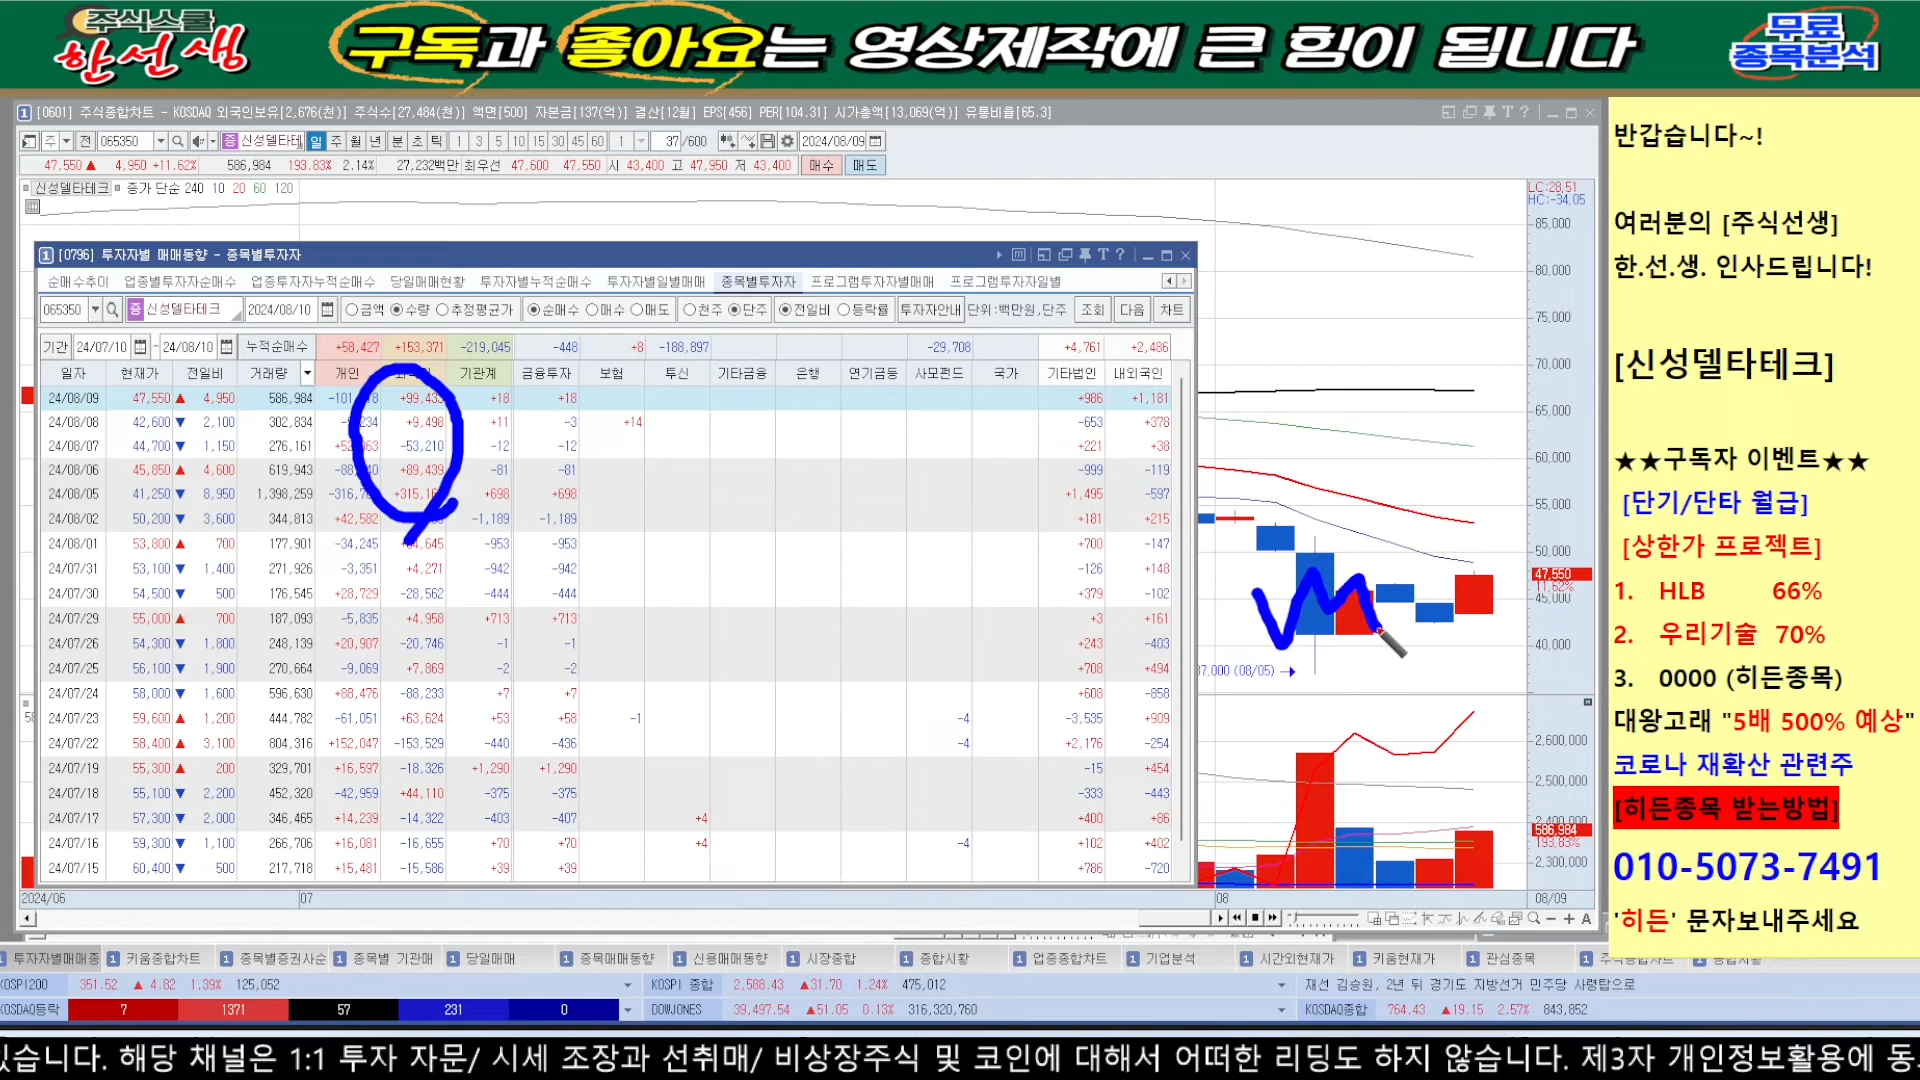 주식스쿨
한선생
구독과 좋아요는 영상제작에 큰 힘이 됩니다
무료
종목분석
[0601] 주식종합차트 - KOSDAQ 외국인보유[2,676(천)] 주식수[27,484(천)] 액면[500] 자본금[137(억)] 결산[12월] EPS[456] PER[104.31] 시가총액[13,069(억)] 유통비율[65.3]
주 전 065350 신성델타테 일 주 월 년 분 초 틱 1 3 5 10 15 30 45 60 1 37 /600 2024/08/09
47,550 ▲ 4,950 +11.62% 586,984 193.83% 2.14% 27,232백만 최우선 47,600 47,550 시 43,400 고 47,950 저 43,400 매수 매도
신성델타테크 종가 단순 240 10 20 60 120
LC:28,51
HC:-34,05
85,000
80,000
75,000
70,000
65,000
60,000
55,000
50,000
47,550
11.62%
45,000
40,000
37,000 (08/05) →
2,600,000
2,500,000
2,400,000
586,984
193.83%
2,300,000
[0796] 투자자별 매매동향 - 종목별투자자
순매수추이 업종별투자자순매수 업종투자자누적순매수 당일매매현황 투자자별누적순매수 투자자별일별매매 종목별투자자 프로그램투자자별매매 프로그램투자자일별
065350 신성델타테크 2024/08/10 금액 수량 추정평균가 순매수 매수 매도 천주 단주 전일비 등락률 투자자안내 단위:백만원,단주 조회 다음 차트
기간 24/07/10 ~ 24/08/10 누적순매수 +58,427 +153,371 -219,045 -448 +8 -188,897 -29,708 +4,761 +2,486
일자 현재가 전일비 거래량 개인 기관계 금융투자 보험 투신 기타금융 은행 연기금등 사모펀드 국가 기타법인 내외국인
24/08/09 47,550 ▲ 4,950 586,984 +18 +18 +986 +1,181
24/08/08 42,600 ▼ 2,100 302,834 +9,498 +11 -3 +14 -653 +378
24/08/07 44,700 ▼ 1,150 276,161 -53,210 -12 -12 +221 +38
24/08/06 45,850 ▲ 4,600 619,943 +89,439 -81 -81 -999 -119
24/08/05 41,250 ▼ 8,950 1,398,259 +698 +698 +1,495 -597
24/08/02 50,200 ▼ 3,600 344,813 +42,582 -1,189 -1,189 +181 +215
24/08/01 53,800 ▲ 700 177,901 -34,245 -953 -953 +700 -147
24/07/31 53,100 ▼ 1,400 271,926 -3,351 +4,271 -942 -942 -126 +148
24/07/30 54,500 ▼ 500 176,545 +28,729 -28,562 -444 -444 +379 -102
24/07/29 55,000 ▲ 700 187,093 -5,835 +4,958 +713 +713 +3 +161
24/07/26 54,300 ▼ 1,800 248,139 +20,907 -20,746 -1 -1 +243 -403
24/07/25 56,100 ▼ 1,900 270,664 -9,069 +7,869 -2 -2 +708 +494
24/07/24 58,000 ▼ 1,600 596,630 +88,476 -88,233 +7 +7 +608 -858
24/07/23 59,600 ▲ 1,200 444,782 -61,051 +63,624 +53 +58 -1 -4 -3,535 +909
24/07/22 58,400 ▲ 3,100 804,316 +152,047 -153,529 -440 -436 -4 +2,176 -254
24/07/19 55,300 ▲ 200 329,701 +16,597 -18,326 +1,290 +1,290 -15 +454
24/07/18 55,100 ▼ 2,200 452,320 -42,959 +44,110 -375 -375 -333 -443
24/07/17 57,300 ▼ 2,000 346,465 +14,239 -14,322 -403 -407 +4 +400 +86
24/07/16 59,300 ▼ 1,100 266,706 +16,081 -16,655 +70 +70 +4 -4 +102 +402
24/07/15 60,400 ▼ 500 217,718 +15,481 -15,586 +39 +39 +786 -720
2024/06 07 08 08/09
반갑습니다~!
여러분의 [주식선생]
한.선.생. 인사드립니다!
[신성델타테크]
★★구독자 이벤트★★
[단기/단타 월급]
[상한가 프로젝트]
1. HLB 66%
2. 우리기술 70%
3. 0000 (히든종목)
대왕고래 "5배 500% 예상"
코로나 재확산 관련주
[히든종목 받는방법]
010-5073-7491
'히든' 문자보내주세요
투자자별매매종 키움종합차트 종목별증권사순 종목별 기관매 당일매매 종목매매동향 신용매매동향 시장종합 종합시황 업종종합차트 기업분석 시간외현재가 키움현재가 관심종목
KOSPI200 351.52 ▲ 4.82 1.39% 125,052 KOSPI 종합 2,588.43 ▲31.70 1.24% 475,012 재선 김승원, 2년 뒤 경기도 지방선거 민주당 사령탑으로
KOSDAQ등락 7 1371 57 231 0 DOWJONES 39,497.54 ▲51.05 0.13% 316,320,760 KOSDAQ종합 764.43 ▲19.15 2.57% 843,852
있습니다. 해당 채널은 1:1 투자 자문/ 시세 조장과 선취매/ 비상장주식 및 코인에 대해서 어떠한 리딩도 하지 않습니다. 제3자 개인정보활용에 동